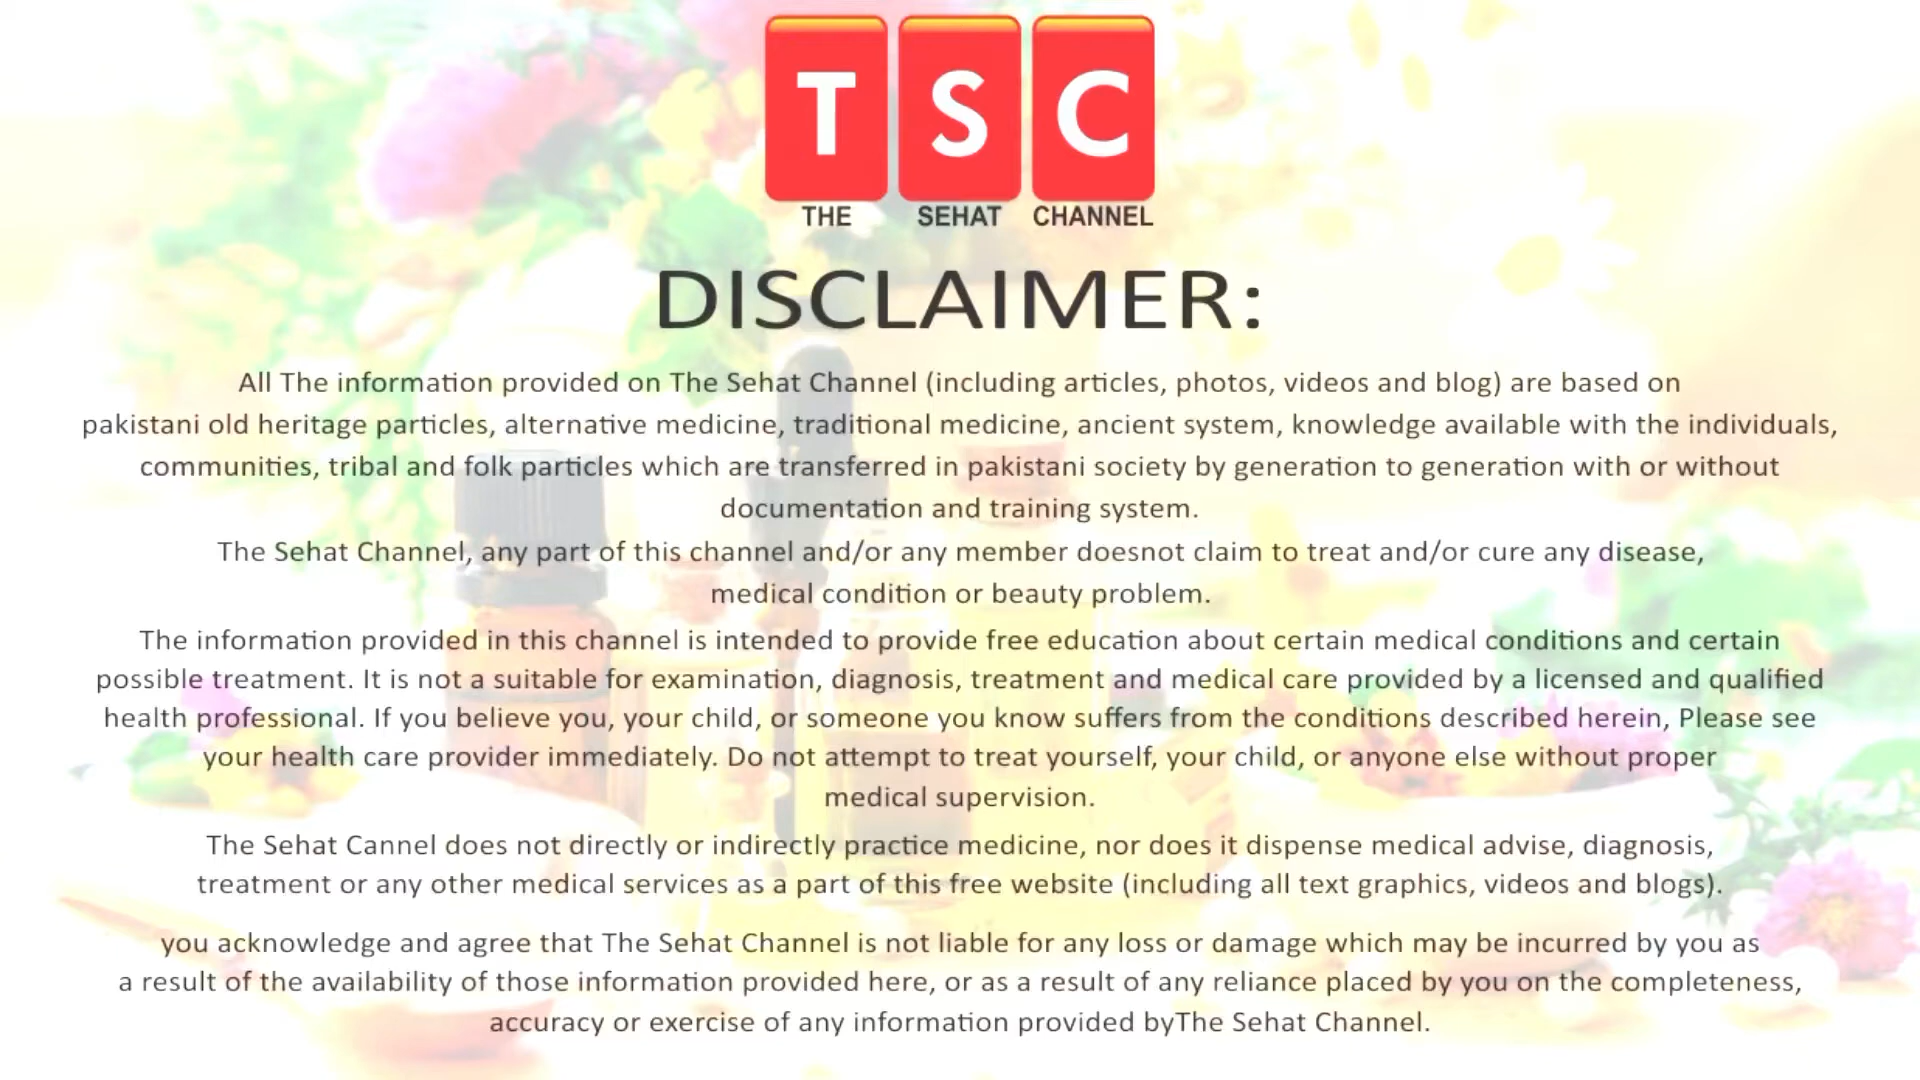 T S C
THE SEHAT CHANNEL
DISCLAIMER:
All The information provided on The Sehat Channel (including articles, photos, videos and blog) are based on
pakistani old heritage particles, alternative medicine, traditional medicine, ancient system, knowledge available with the individuals,
communities, tribal and folk particles which are transferred in pakistani society by generation to generation with or without
documentation and training system.
The Sehat Channel, any part of this channel and/or any member doesnot claim to treat and/or cure any disease,
medical condition or beauty problem.
The information provided in this channel is intended to provide free education about certain medical conditions and certain
possible treatment. It is not a suitable for examination, diagnosis, treatment and medical care provided by a licensed and qualified
health professional. If you believe you, your child, or someone you know suffers from the conditions described herein, Please see
your health care provider immediately. Do not attempt to treat yourself, your child, or anyone else without proper
medical supervision.
The Sehat Cannel does not directly or indirectly practice medicine, nor does it dispense medical advise, diagnosis,
treatment or any other medical services as a part of this free website (including all text graphics, videos and blogs).
you acknowledge and agree that The Sehat Channel is not liable for any loss or damage which may be incurred by you as
a result of the availability of those information provided here, or as a result of any reliance placed by you on the completeness,
accuracy or exercise of any information provided byThe Sehat Channel.